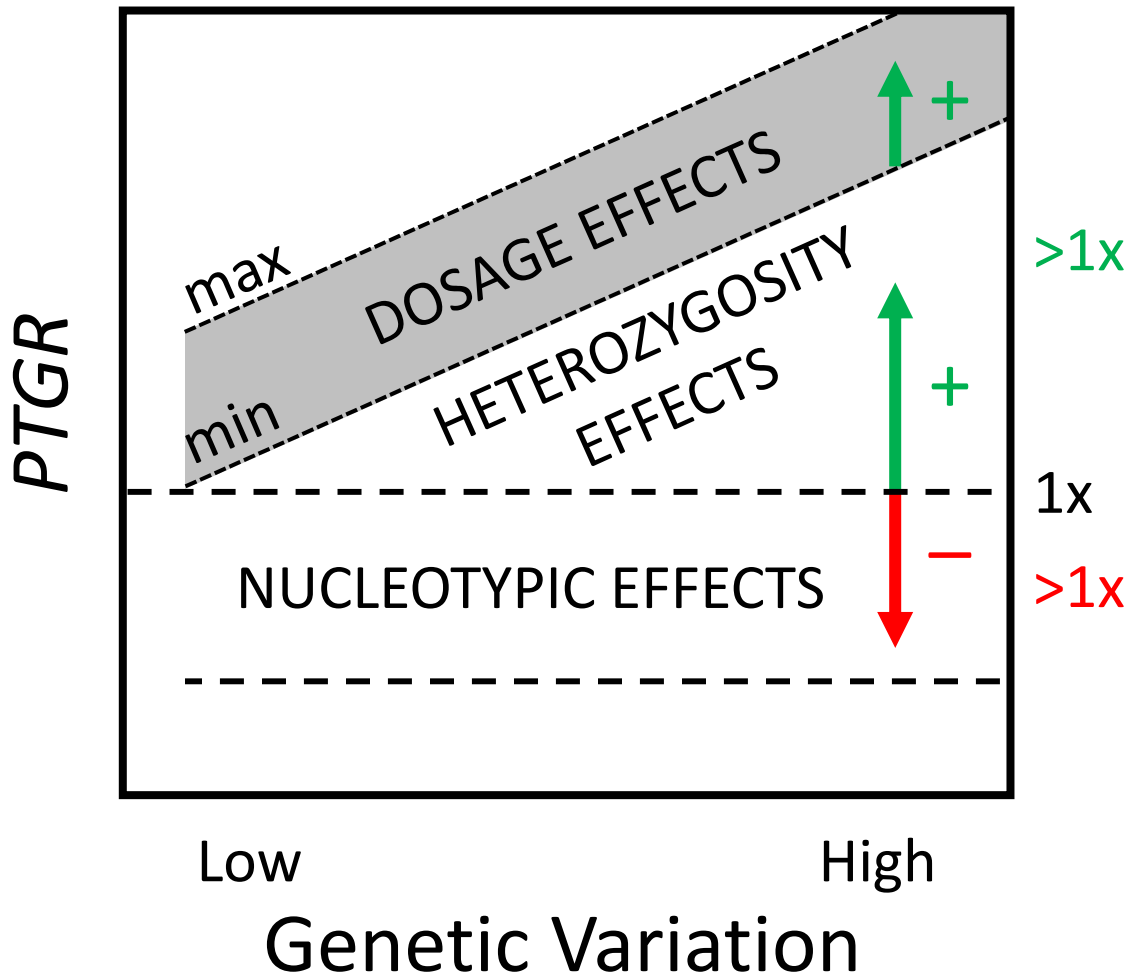 max
min
DOSAGE EFFECTS
+
HETEROZYGOSITY
EFFECTS
+
>1x
PTGR
1x
NUCLEOTYPIC EFFECTS
−
>1x
Low
High
Genetic Variation